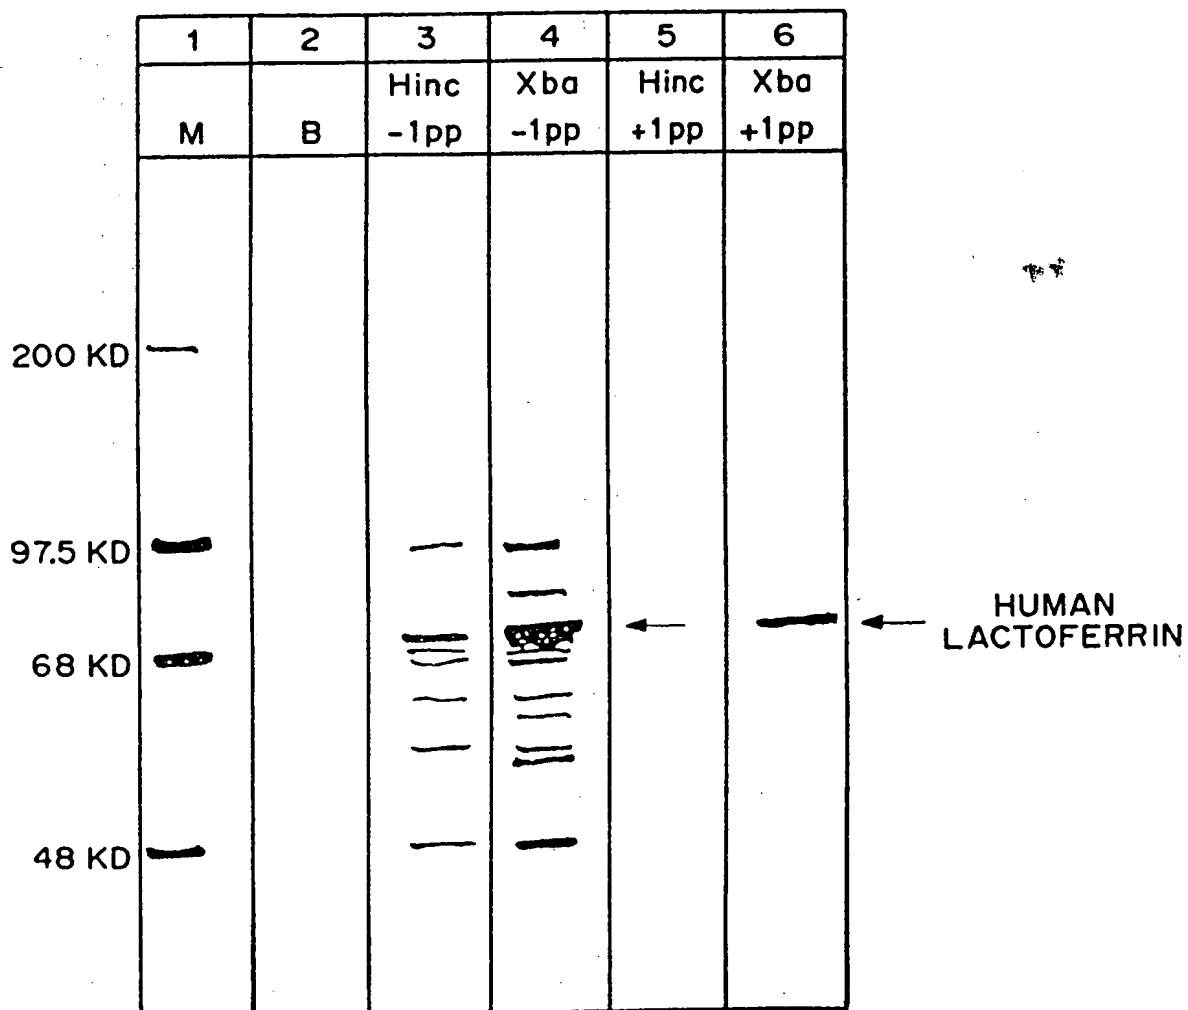 1 2 3 4 5 6
Hinc Xba Hinc Xba
M B -1pp -1pp +1pp +1pp
200 KD
97.5 KD
HUMAN
LACTOFERRIN
68 KD
48 KD